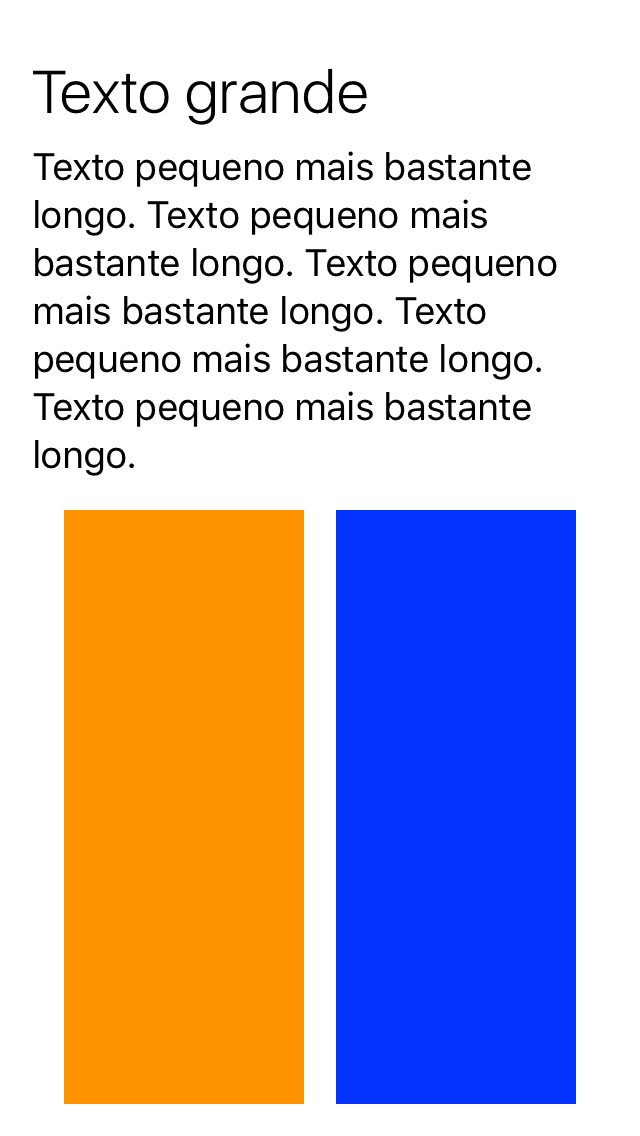 Texto grande
Texto pequeno mais bastante
longo. Texto pequeno mais
bastante longo. Texto pequeno
mais bastante longo. Texto
pequeno mais bastante longo.
Texto pequeno mais bastante
longo.